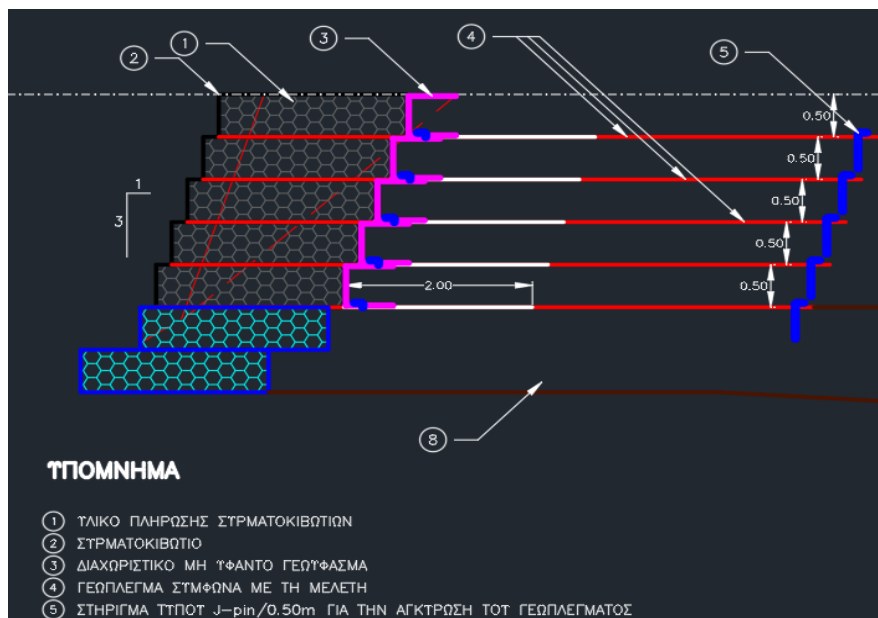 1
3
4
5
2
0.50
0.50
1
0.50
3
0.50
2.00
0.50
8
ΥΠΟΜΝΗΜΑ
1 ΥΛΙΚΟ ΠΛΗΡΩΣΗΣ ΣΥΡΜΑΤΟΚΙΒΩΤΙΩΝ
2 ΣΥΡΜΑΤΟΚΙΒΩΤΙΟ
3 ΔΙΑΧΩΡΙΣΤΙΚΟ ΜΗ ΥΦΑΝΤΟ ΓΕΩΥΦΑΣΜΑ
4 ΓΕΩΠΛΕΓΜΑ ΣΥΜΦΩΝΑ ΜΕ ΤΗ ΜΕΛΕΤΗ
5 ΣΤΗΡΙΓΜΑ ΤΥΠΟΥ J-pin/0.50m ΓΙΑ ΤΗΝ ΑΓΚΥΡΩΣΗ ΤΟΥ ΓΕΩΠΛΕΓΜΑΤΟΣ